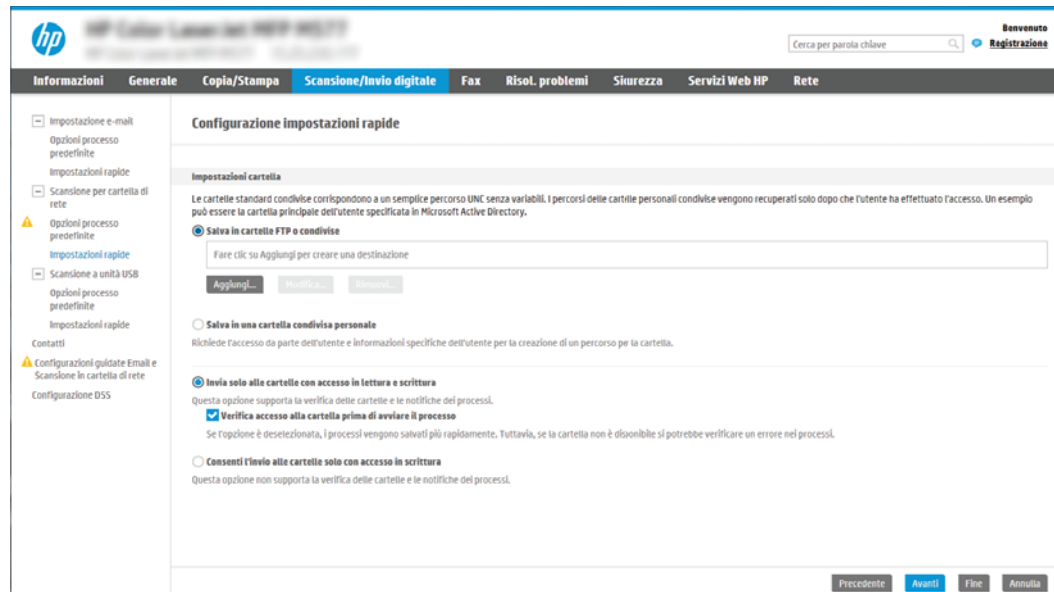 hp
Benvenuto
Cerca per parola chiave
Registrazione
Informazioni Generale Copia/Stampa Scansione/Invio digitale Fax Risol. problemi Siurezza Servizi Web HP Rete
Impostazione e-mail
Opzioni processo
predefinite
Impostazioni rapide
Scansione per cartella di
rete
Opzioni processo
predefinite
Impostazioni rapide
Scansione a unità USB
Opzioni processo
predefinite
Impostazioni rapide
Contatti
Configurazioni guidate Email e
Scansione in cartella di rete
Configurazione DSS
Configurazione impostazioni rapide
Impostazioni cartella
Le cartelle standard condivise corrispondono a un semplice percorso UNC senza variabili. I percorsi delle cartille personali condivise vengono recuperati solo dopo che l'utente ha effettuato l'accesso. Un esempio
può essere la cartella principale dell'utente specificata in Microsoft Active Directory.
Salva in cartelle FTP o condivise
Fare clic su Aggiungi per creare una destinazione
Aggiungi... Modifica... Rimuovi...
Salva in una cartella condivisa personale
Richiede l'accesso da parte dell'utente e informazioni specifiche dell'utente per la creazione di un percorso pe la cartella.
Invia solo alle cartelle con accesso in lettura e scrittura
Questa opzione supporta la verifica delle cartelle e le notifiche dei processi.
Verifica accesso alla cartella prima di avviare il processo
Se l'opzione è deselezionata, i processi vengono salvati più rapidamente. Tuttavia, se la cartella non è disponibile si potrebbe verificare un errore nei processi.
Consenti l'invio alle cartelle solo con accesso in scrittura
Questa opzione non supporta la verifica delle cartelle e le notifiche dei processi.
Precedente Avanti Fine Annulla